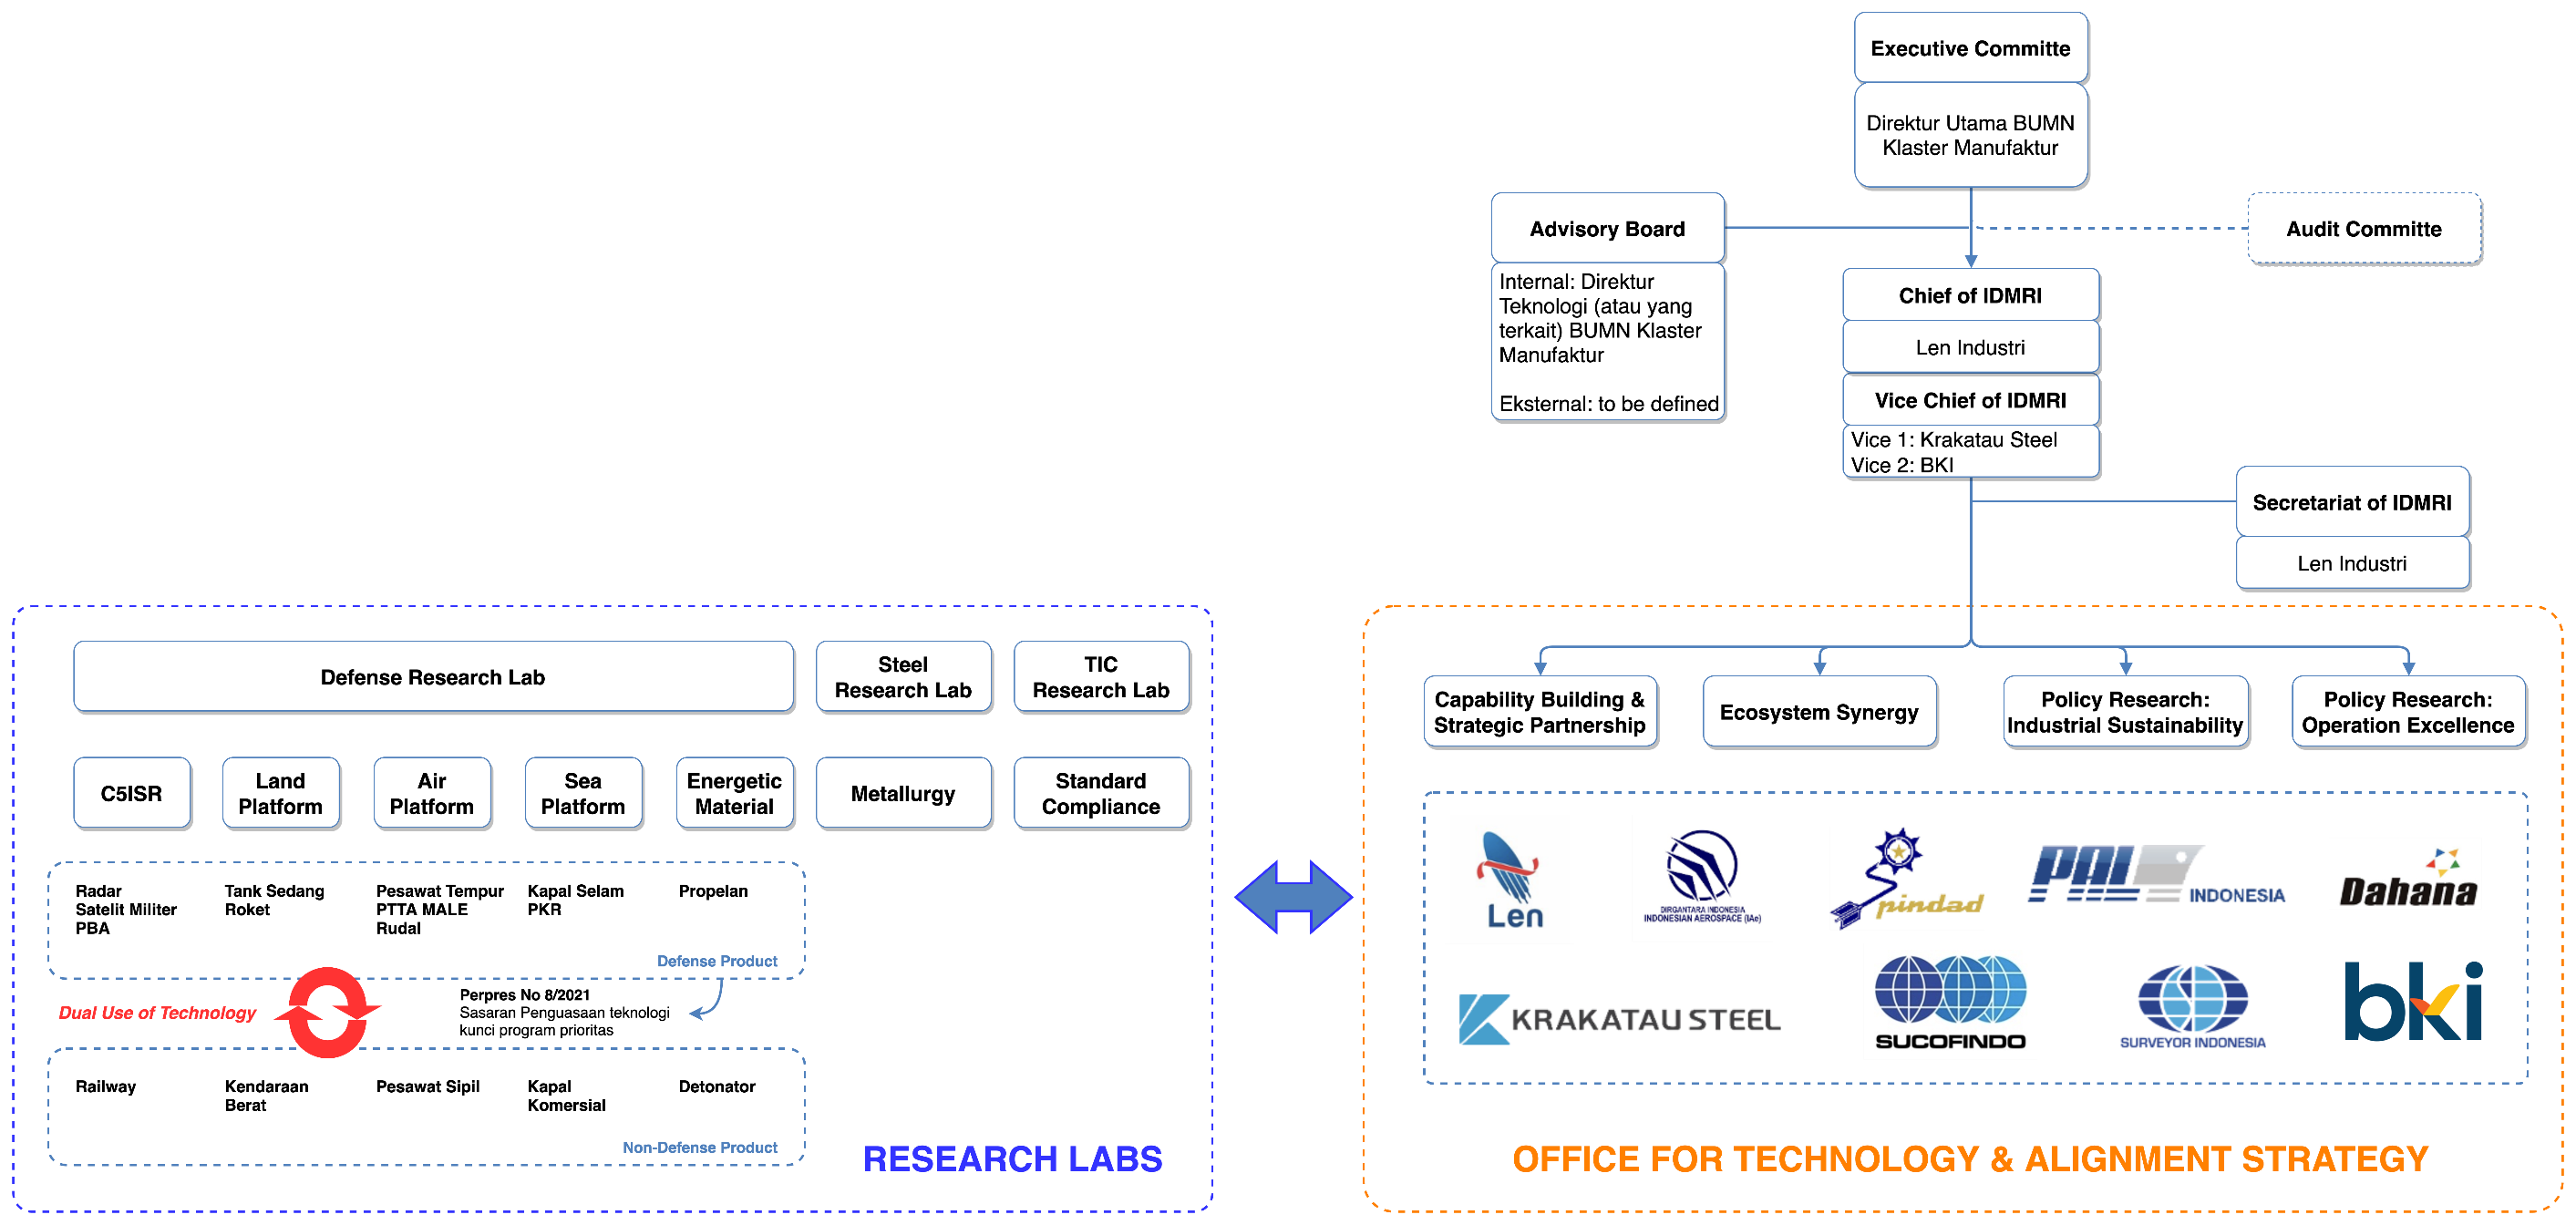 Executive Committe
Direktur Utama BUMN
Klaster Manufaktur
Advisory Board
Internal: Direktur
Teknologi (atau yang
terkait) BUMN Klaster
Manufaktur
Eksternal: to be defined
Audit Committe
Chief of IDMRI
Len Industri
Vice Chief of IDMRI
Vice 1: Krakatau Steel
Vice 2: BKI
Secretariat of IDMRI
Len Industri
Defense Research Lab
Steel
Research Lab
TIC
Research Lab
C5ISR
Land
Platform
Air
Platform
Sea
Platform
Energetic
Material
Metallurgy
Standard
Compliance
Radar
Satelit Militer
PBA
Tank Sedang
Roket
Pesawat Tempur
PTTA MALE
Rudal
Kapal Selam
PKR
Propelan
Defense Product
Dual Use of Technology
Perpres No 8/2021
Sasaran Penguasaan teknologi
kunci program prioritas
Railway
Kendaraan
Berat
Pesawat Sipil
Kapal
Komersial
Detonator
Non-Defense Product
RESEARCH LABS
Capability Building &
Strategic Partnership
Ecosystem Synergy
Policy Research:
Industrial Sustainability
Policy Research:
Operation Excellence
Len
DIRGANTARA INDONESIA
INDONESIAN AEROSPACE (IAe)
pindad
PAL INDONESIA
Dahana
KRAKATAU STEEL
SUCOFINDO
SURVEYOR INDONESIA
bki
OFFICE FOR TECHNOLOGY & ALIGNMENT STRATEGY